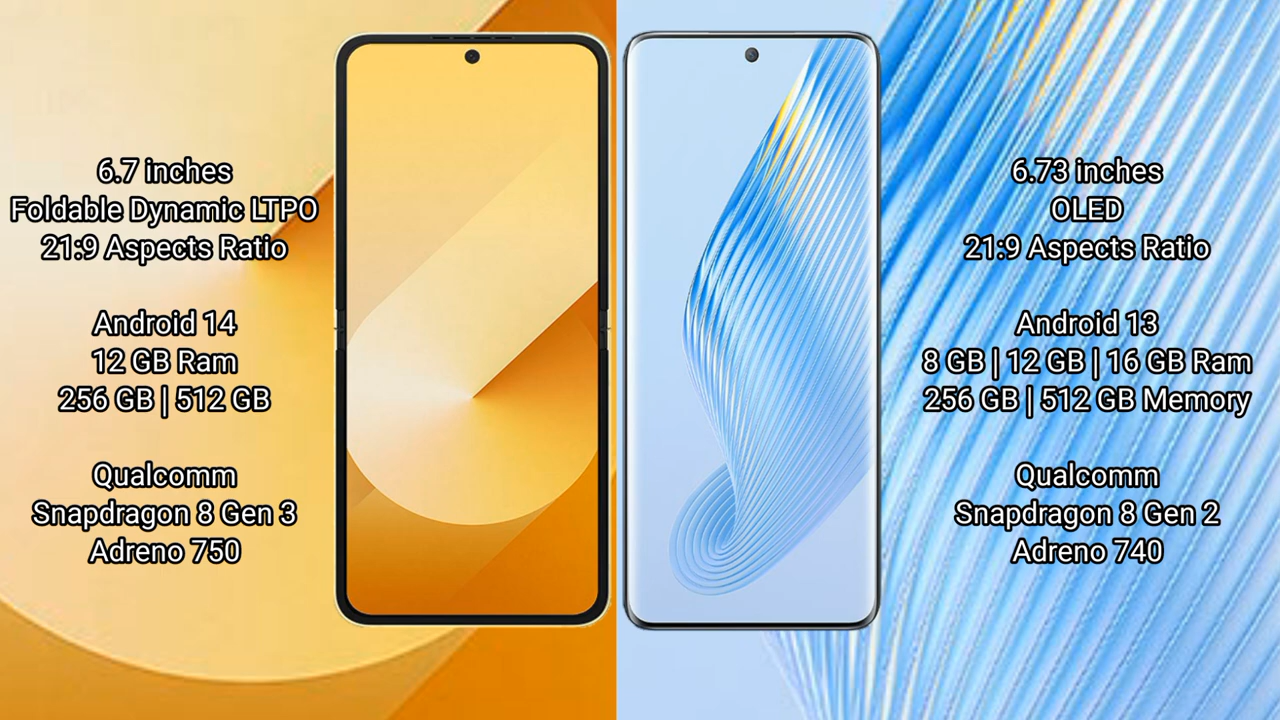 6.7 inches
Foldable Dynamic LTPO
21:9 Aspects Ratio
Android 14
12 GB Ram
256 GB | 512 GB
Qualcomm
Snapdragon 8 Gen 3
Adreno 750
6.73 inches
OLED
21:9 Aspects Ratio
Android 13
8 GB | 12 GB | 16 GB Ram
256 GB | 512 GB Memory
Qualcomm
Snapdragon 8 Gen 2
Adreno 740